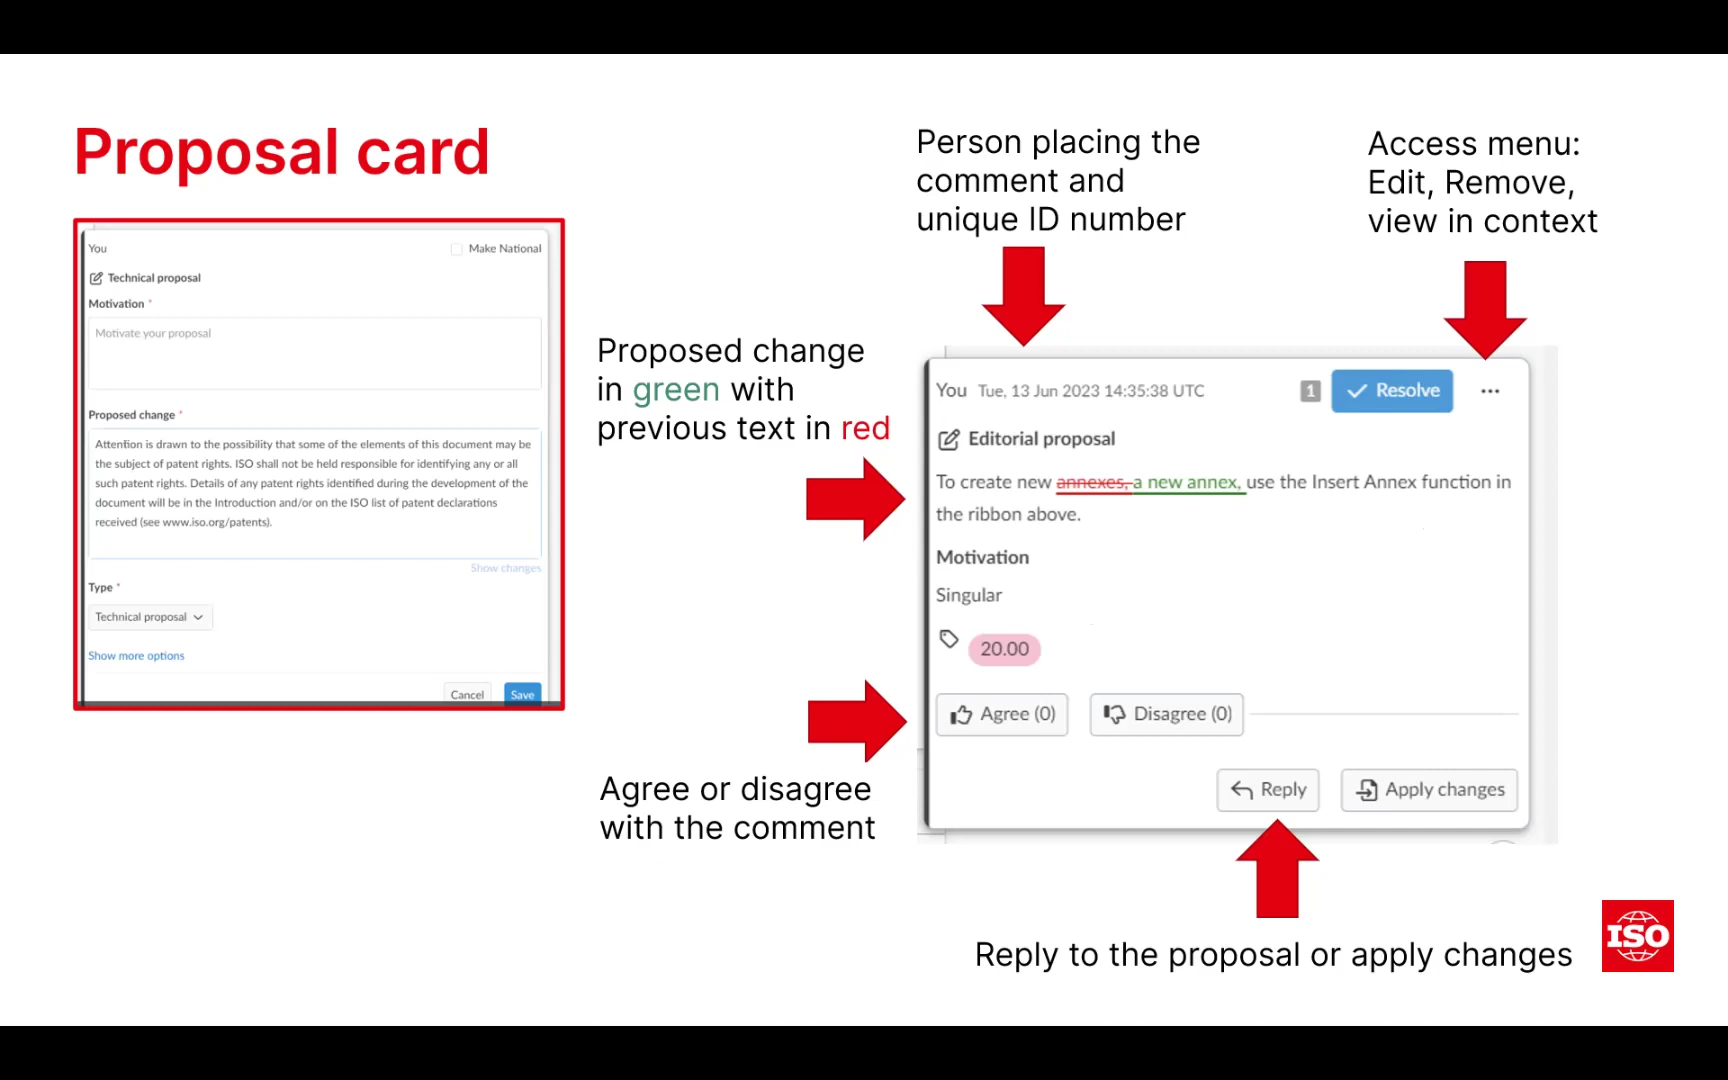 Proposal card
You
Make National
Technical proposal
Motivation *
Motivate your proposal
Proposed change *
Attention is drawn to the possibility that some of the elements of this document may be
the subject of patent rights. ISO shall not be held responsible for identifying any or all
such patent rights. Details of any patent rights identified during the development of the
document will be in the Introduction and/or on the ISO list of patent declarations
received (see www.iso.org/patents).
Show changes
Type *
Technical proposal
Show more options
Cancel
Save
Proposed change
in green with
previous text in red
Agree or disagree
with the comment
Person placing the
comment and
unique ID number
Access menu:
Edit, Remove,
view in context
You Tue, 13 Jun 2023 14:35:38 UTC
1
Resolve
...
Editorial proposal
To create new annexes, a new annex, use the Insert Annex function in
the ribbon above.
Motivation
Singular
20.00
Agree (0)
Disagree (0)
Reply
Apply changes
Reply to the proposal or apply changes
ISO